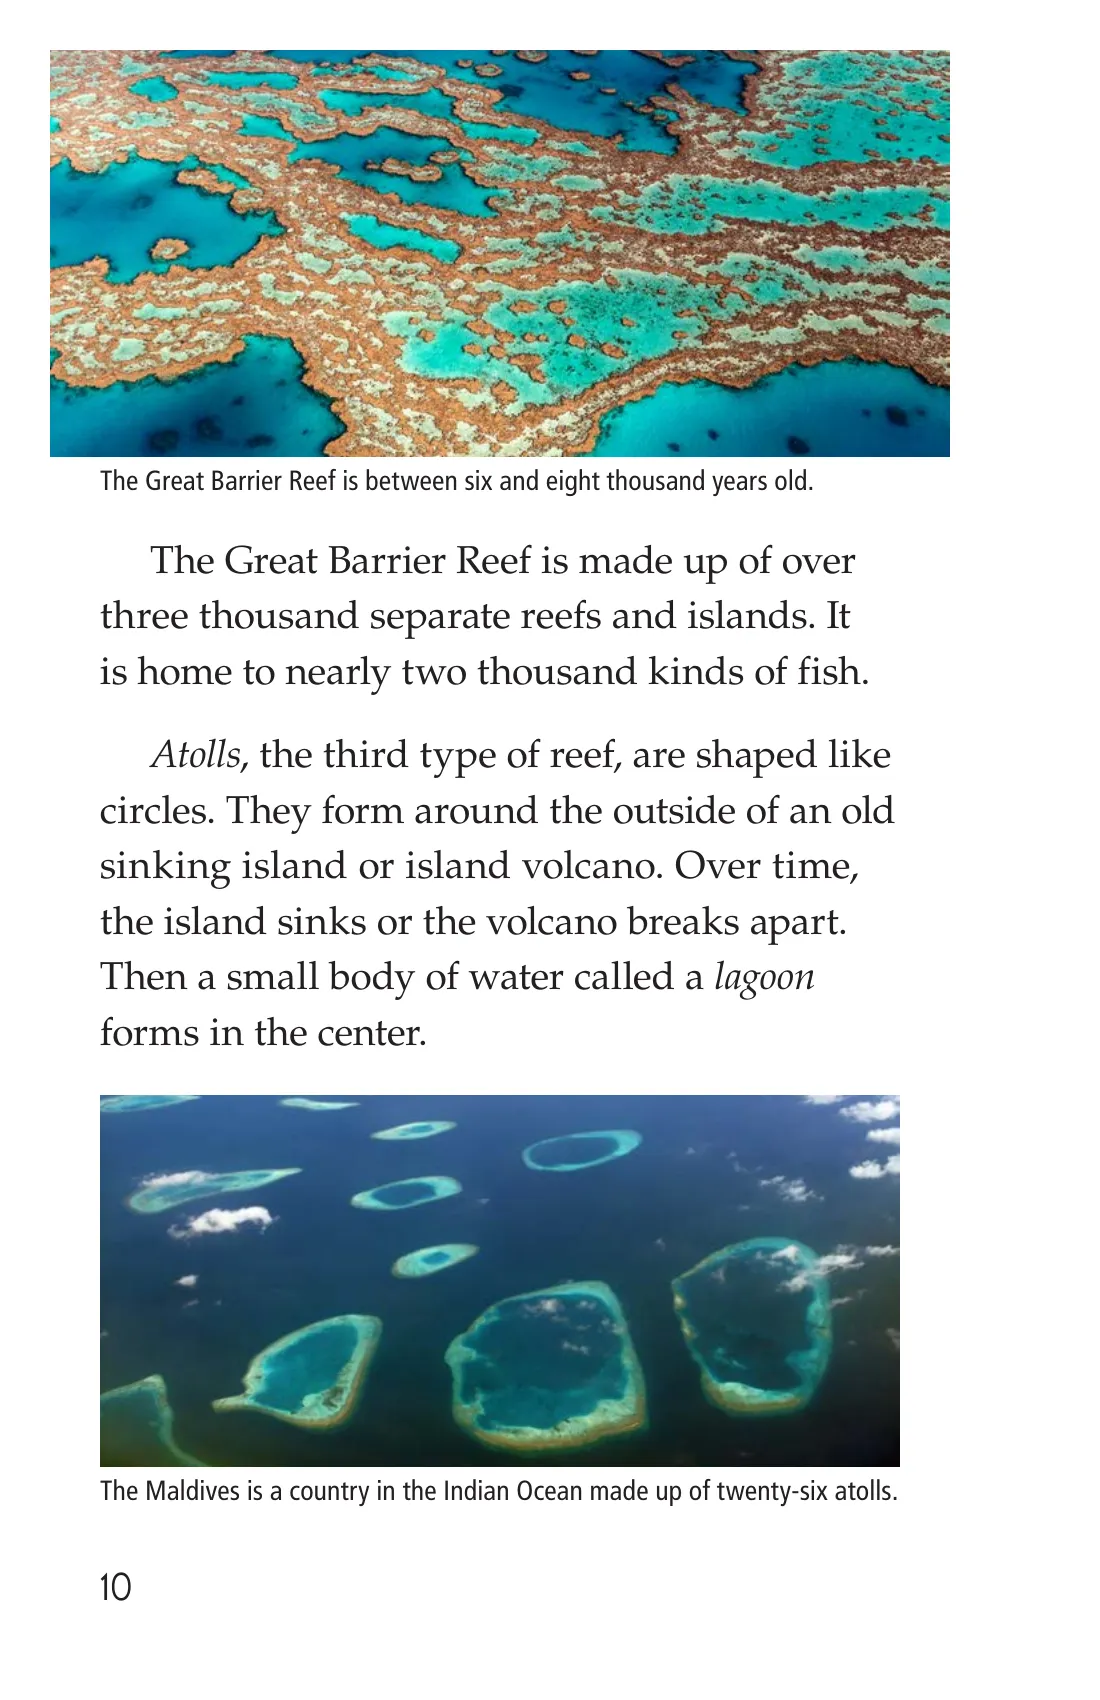 The Great Barrier Reef is between six and eight thousand years old.
The Great Barrier Reef is made up of over
three thousand separate reefs and islands. It
is home to nearly two thousand kinds of fish.
Atolls, the third type of reef, are shaped like
circles. They form around the outside of an old
sinking island or island volcano. Over time,
the island sinks or the volcano breaks apart.
Then a small body of water called a lagoon
forms in the center.
The Maldives is a country in the Indian Ocean made up of twenty-six atolls.
10